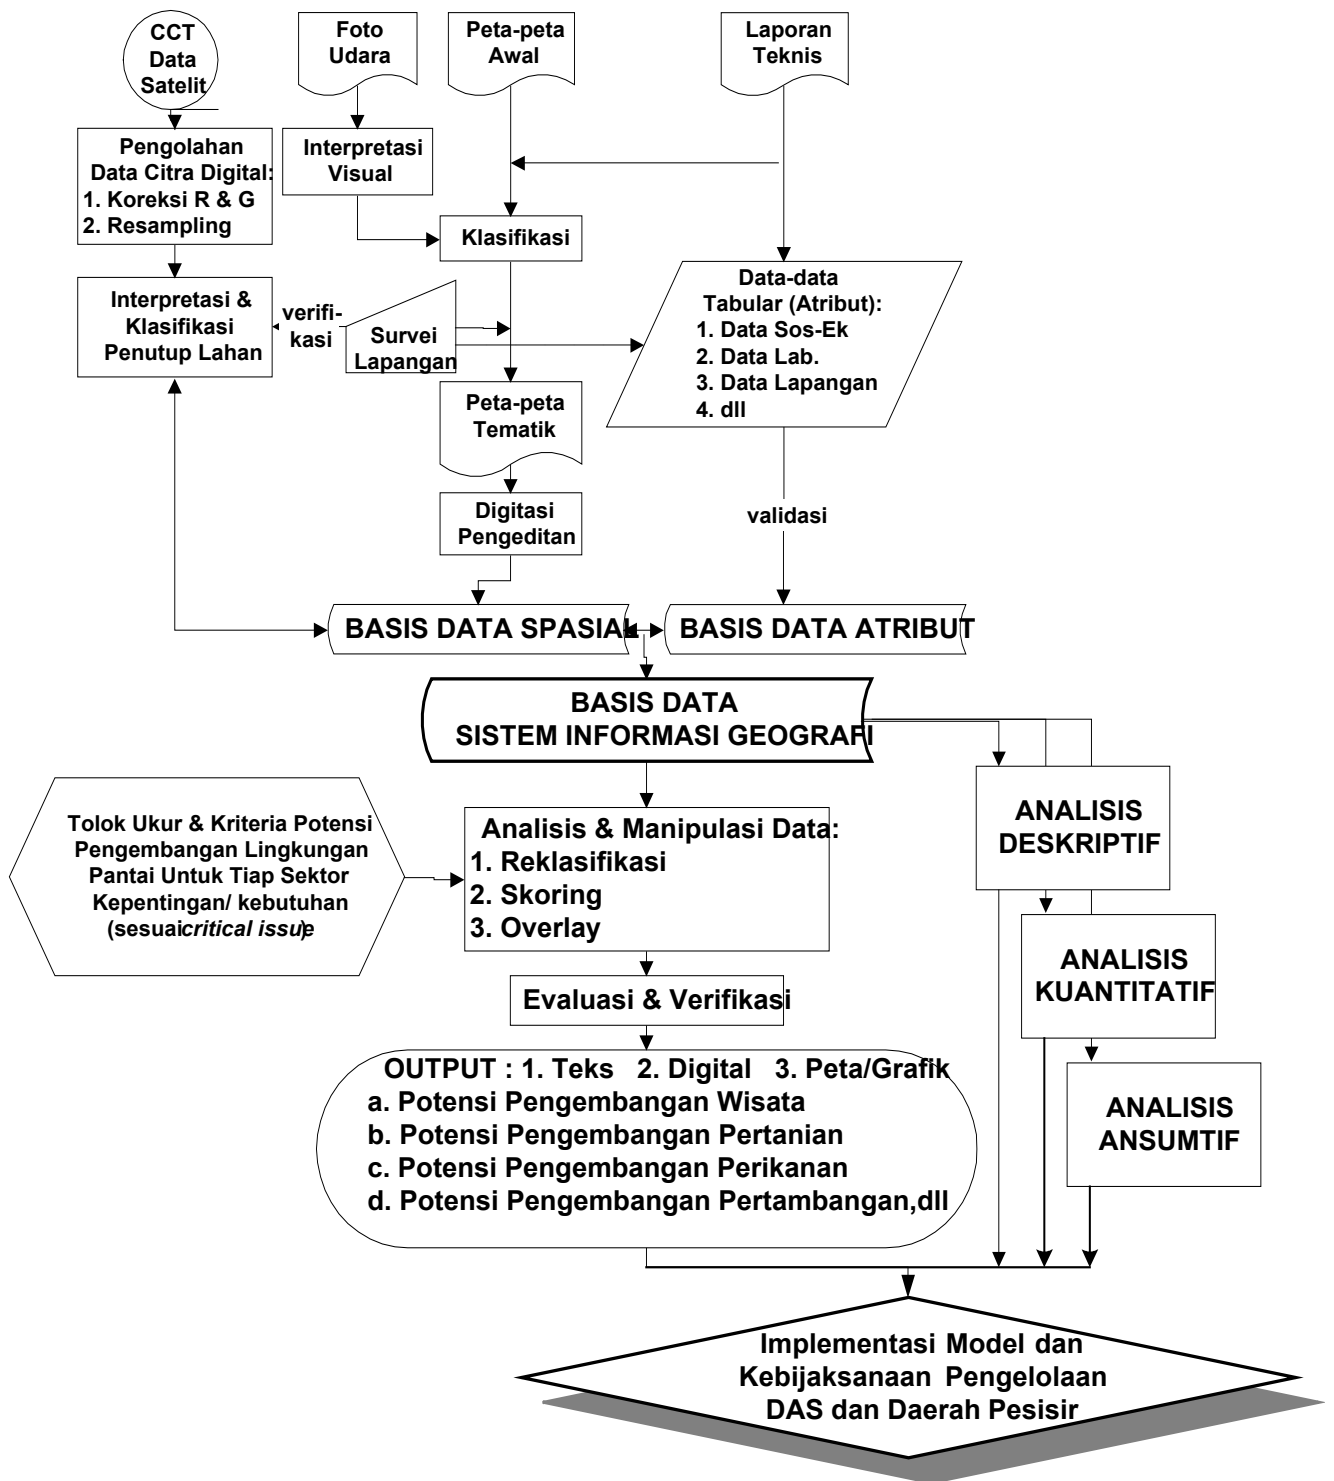 CCT
Data
Satelit
Foto
Udara
Peta-peta
Awal
Laporan
Teknis
Pengolahan
Data Citra Digital:
1. Koreksi R & G
2. Resampling
Interpretasi
Visual
Klasifikasi
Interpretasi &
Klasifikasi
Penutup Lahan
verifi-
kasi
Survei
Lapangan
Data-data
Tabular (Atribut):
1. Data Sos-Ek
2. Data Lab.
3. Data Lapangan
4. dll
Peta-peta
Tematik
Digitasi
Pengeditan
validasi
BASIS DATA SPASIAL
BASIS DATA ATRIBUT
BASIS DATA
SISTEM INFORMASI GEOGRAFI
Tolok Ukur & Kriteria Potensi
Pengembangan Lingkungan
Pantai Untuk Tiap Sektor
Kepentingan/ kebutuhan
(sesuai critical issue)
Analisis & Manipulasi Data:
1. Reklasifikasi
2. Skoring
3. Overlay
ANALISIS
DESKRIPTIF
ANALISIS
KUANTITATIF
ANALISIS
ANSUMTIF
Evaluasi & Verifikasi
OUTPUT : 1. Teks 2. Digital 3. Peta/Grafik
a. Potensi Pengembangan Wisata
b. Potensi Pengembangan Pertanian
c. Potensi Pengembangan Perikanan
d. Potensi Pengembangan Pertambangan,dll
Implementasi Model dan
Kebijaksanaan Pengelolaan
DAS dan Daerah Pesisir